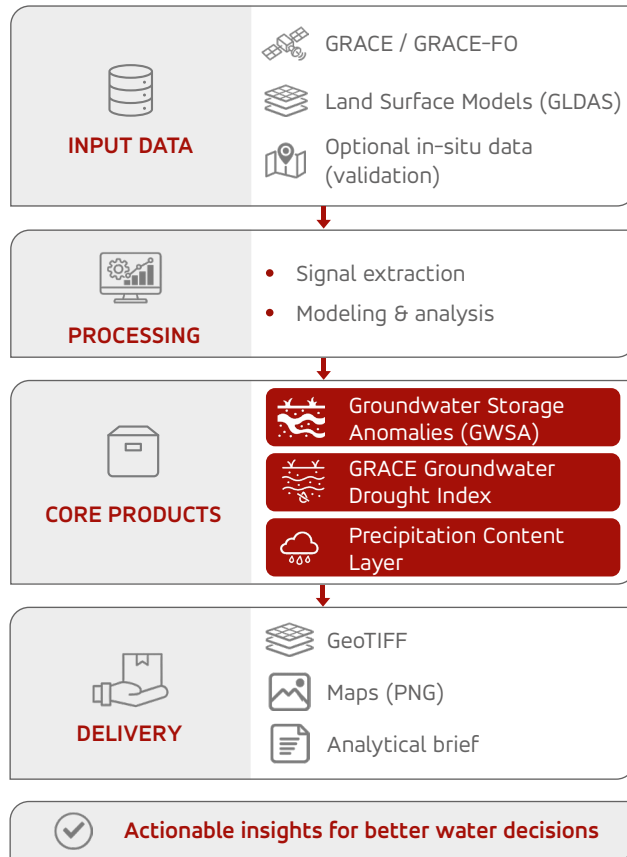 INPUT DATA
GRACE / GRACE-FO
Land Surface Models (GLDAS)
Optional in-situ data
(validation)
PROCESSING
• Signal extraction
• Modeling & analysis
CORE PRODUCTS
Groundwater Storage
Anomalies (GWSA)
GRACE Groundwater
Drought Index
Precipitation Content
Layer
DELIVERY
GeoTIFF
Maps (PNG)
Analytical brief
Actionable insights for better water decisions